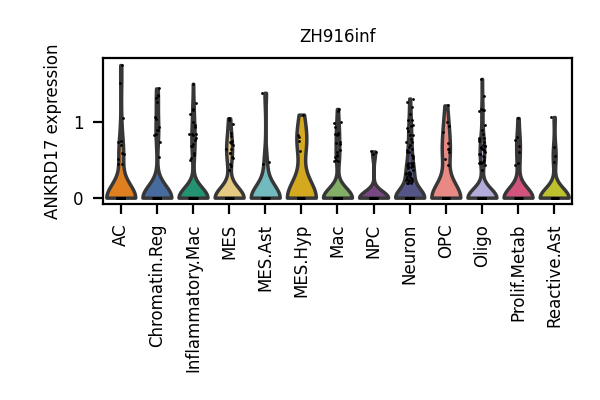 ZH916inf
ANKRD17 expression
1
0
AC
Chromatin.Reg
Inflammatory.Mac
MES
MES.Ast
MES.Hyp
Mac
NPC
Neuron
OPC
Oligo
Prolif.Metab
Reactive.Ast